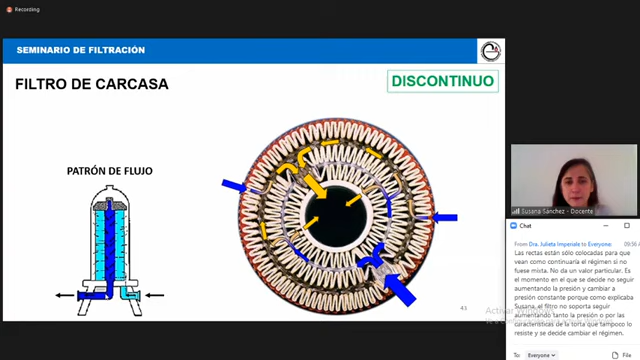 Recording
SEMINARIO DE FILTRACIÓN
FILTRO DE CARCASA
DISCONTINUO
PATRÓN DE FLUJO
43
Susana Sánchez - Docente
Chat
From Dra. Julieta Imperiale to Everyone:
09:56
Las rectas están sólo colocadas para que
vean como continuaría el régimen si no
fuese mixta. No da un valor particular. Es
el momento en el que se decide no seguir
aumentando la presión y cambiar a
presión constante porque como explicaba
Susana, el filtro no soporta seguir
aumentando tanto la presión o por las
características de la torta que tampoco lo
resiste y se decide cambiar el régimen.
To:
Everyone
File